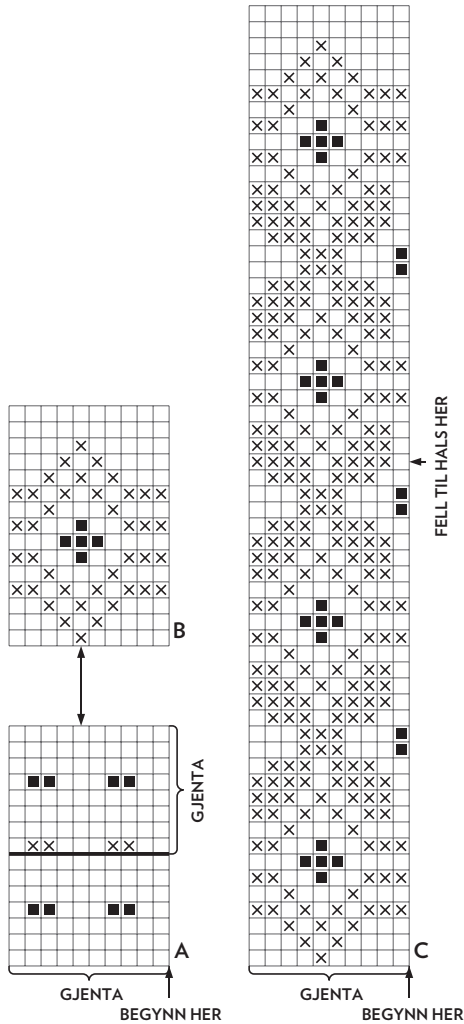 FELL TIL HALS HER
B
GJENTA
A
C
GJENTA
GJENTA
BEGYNN HER
BEGYNN HER